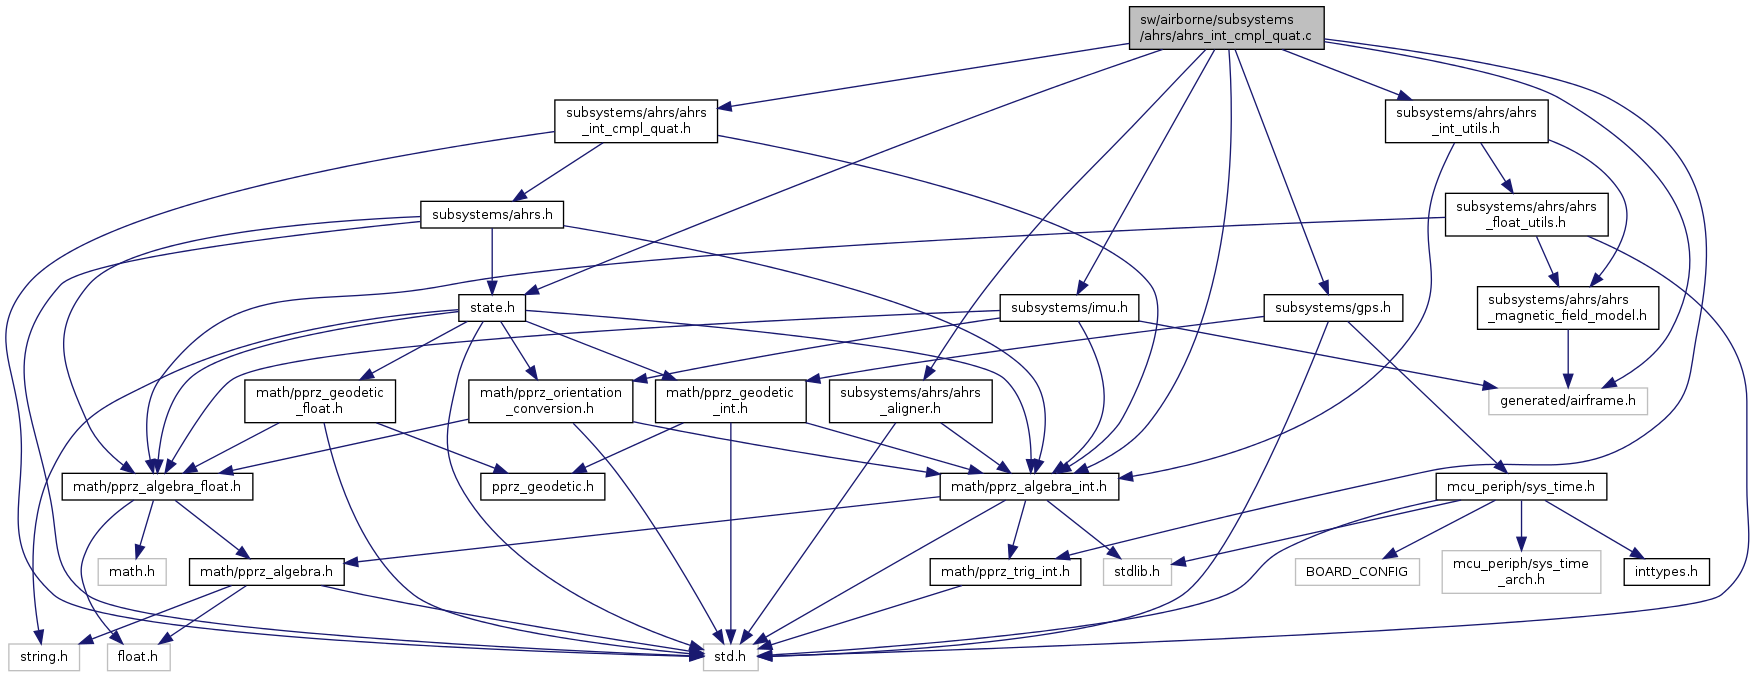 sw/airborne/subsystems
/ahrs/ahrs_int_cmpl_quat.c
subsystems/ahrs/ahrs
_int_cmpl_quat.h
subsystems/ahrs/ahrs
_int_utils.h
subsystems/ahrs.h
subsystems/ahrs/ahrs
_float_utils.h
state.h
subsystems/imu.h
subsystems/gps.h
subsystems/ahrs/ahrs
_magnetic_field_model.h
math/pprz_geodetic
_float.h
math/pprz_orientation
_conversion.h
math/pprz_geodetic
_int.h
subsystems/ahrs/ahrs
_aligner.h
generated/airframe.h
math/pprz_algebra_float.h
pprz_geodetic.h
math/pprz_algebra_int.h
mcu_periph/sys_time.h
math.h
math/pprz_algebra.h
math/pprz_trig_int.h
stdlib.h
BOARD_CONFIG
mcu_periph/sys_time
_arch.h
inttypes.h
string.h
float.h
std.h